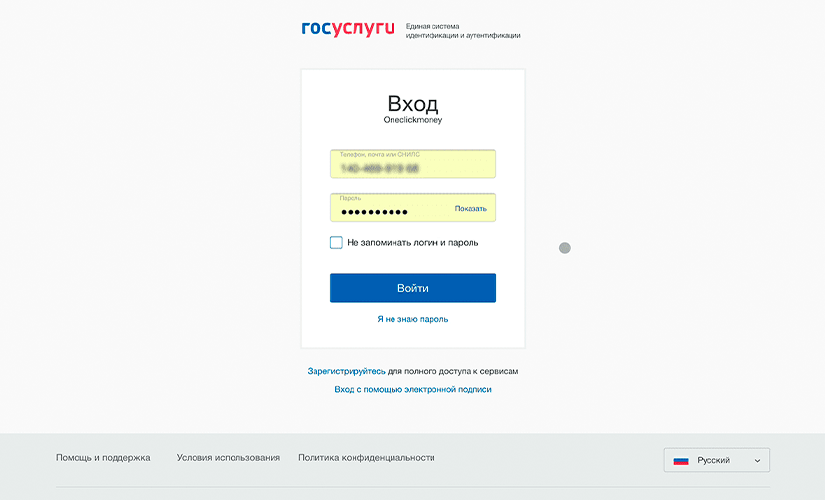 госуслуги
Единая система
идентификации и аутентификации
Вход
Oneclickmoney
Телефон, почта или СНИЛС
Пароль
Показать
Не запоминать логин и пароль
Войти
Я не знаю пароль
Зарегистрируйтесь для полного доступа к сервисам
Вход с помощью электронной подписи
Помощь и поддержка
Условия использования
Политика конфиденциальности
Русский